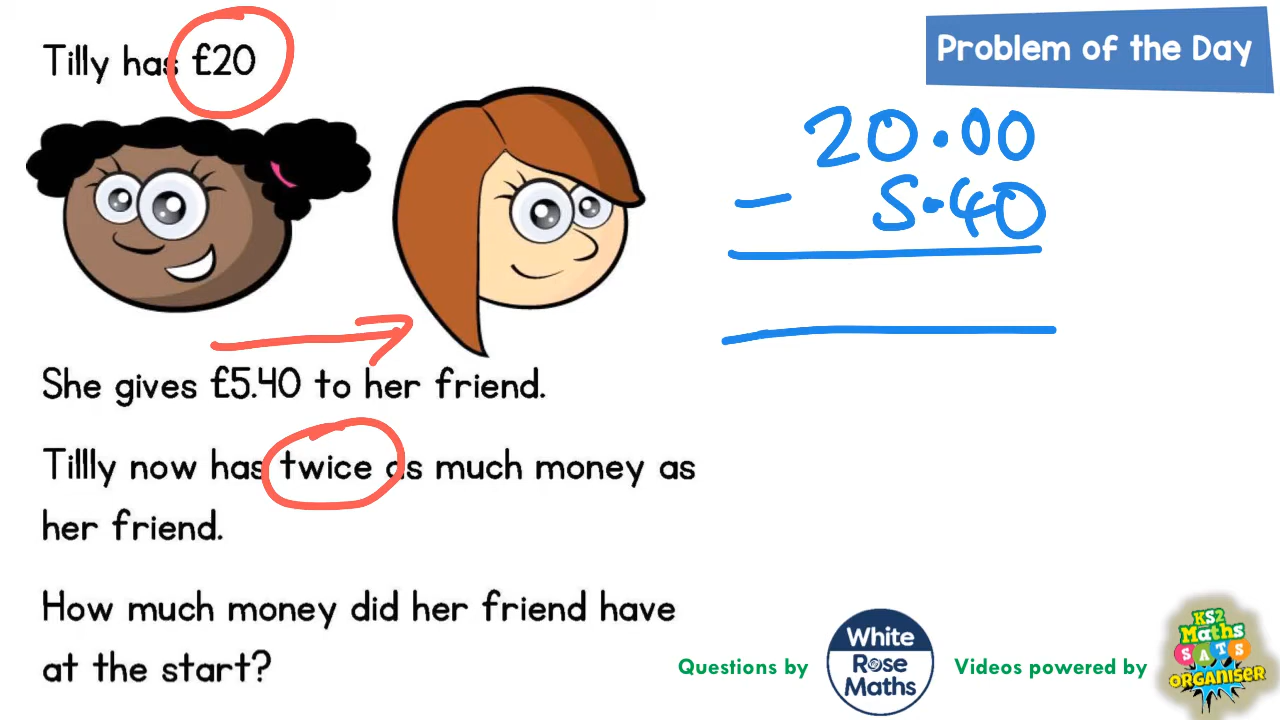 Tilly has £20
Problem of the Day
20.00
- 5.40
She gives £5.40 to her friend.
Tillly now has twice as much money as
her friend.
How much money did her friend have
at the start?
Questions by
White
Rose
Maths
Videos powered by
KS2
Maths
SATS
ORGANISER